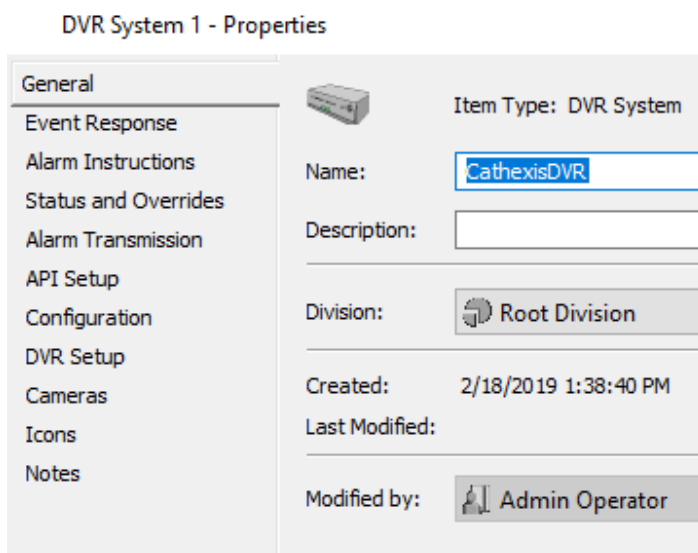 DVR System 1 - Properties
General
Event Response
Alarm Instructions
Status and Overrides
Alarm Transmission
API Setup
Configuration
DVR Setup
Cameras
Icons
Notes
Item Type: DVR System
Name: CathexisDVR
Description:
Division: Root Division
Created: 2/18/2019 1:38:40 PM
Last Modified:
Modified by: Admin Operator